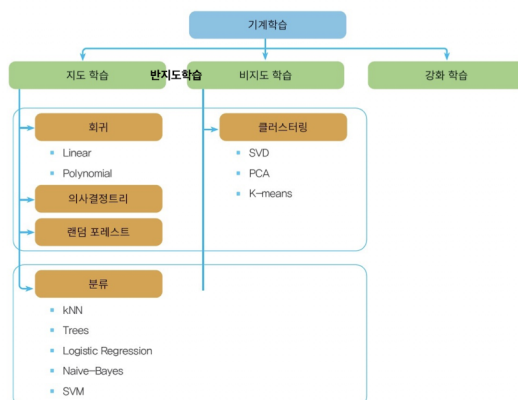 기계학습
지도 학습
반지도학습
비지도 학습
강화 학습
회귀
Linear
Polynomial
의사결정트리
랜덤 포레스트
클러스터링
SVD
PCA
K-means
분류
kNN
Trees
Logistic Regression
Naive-Bayes
SVM